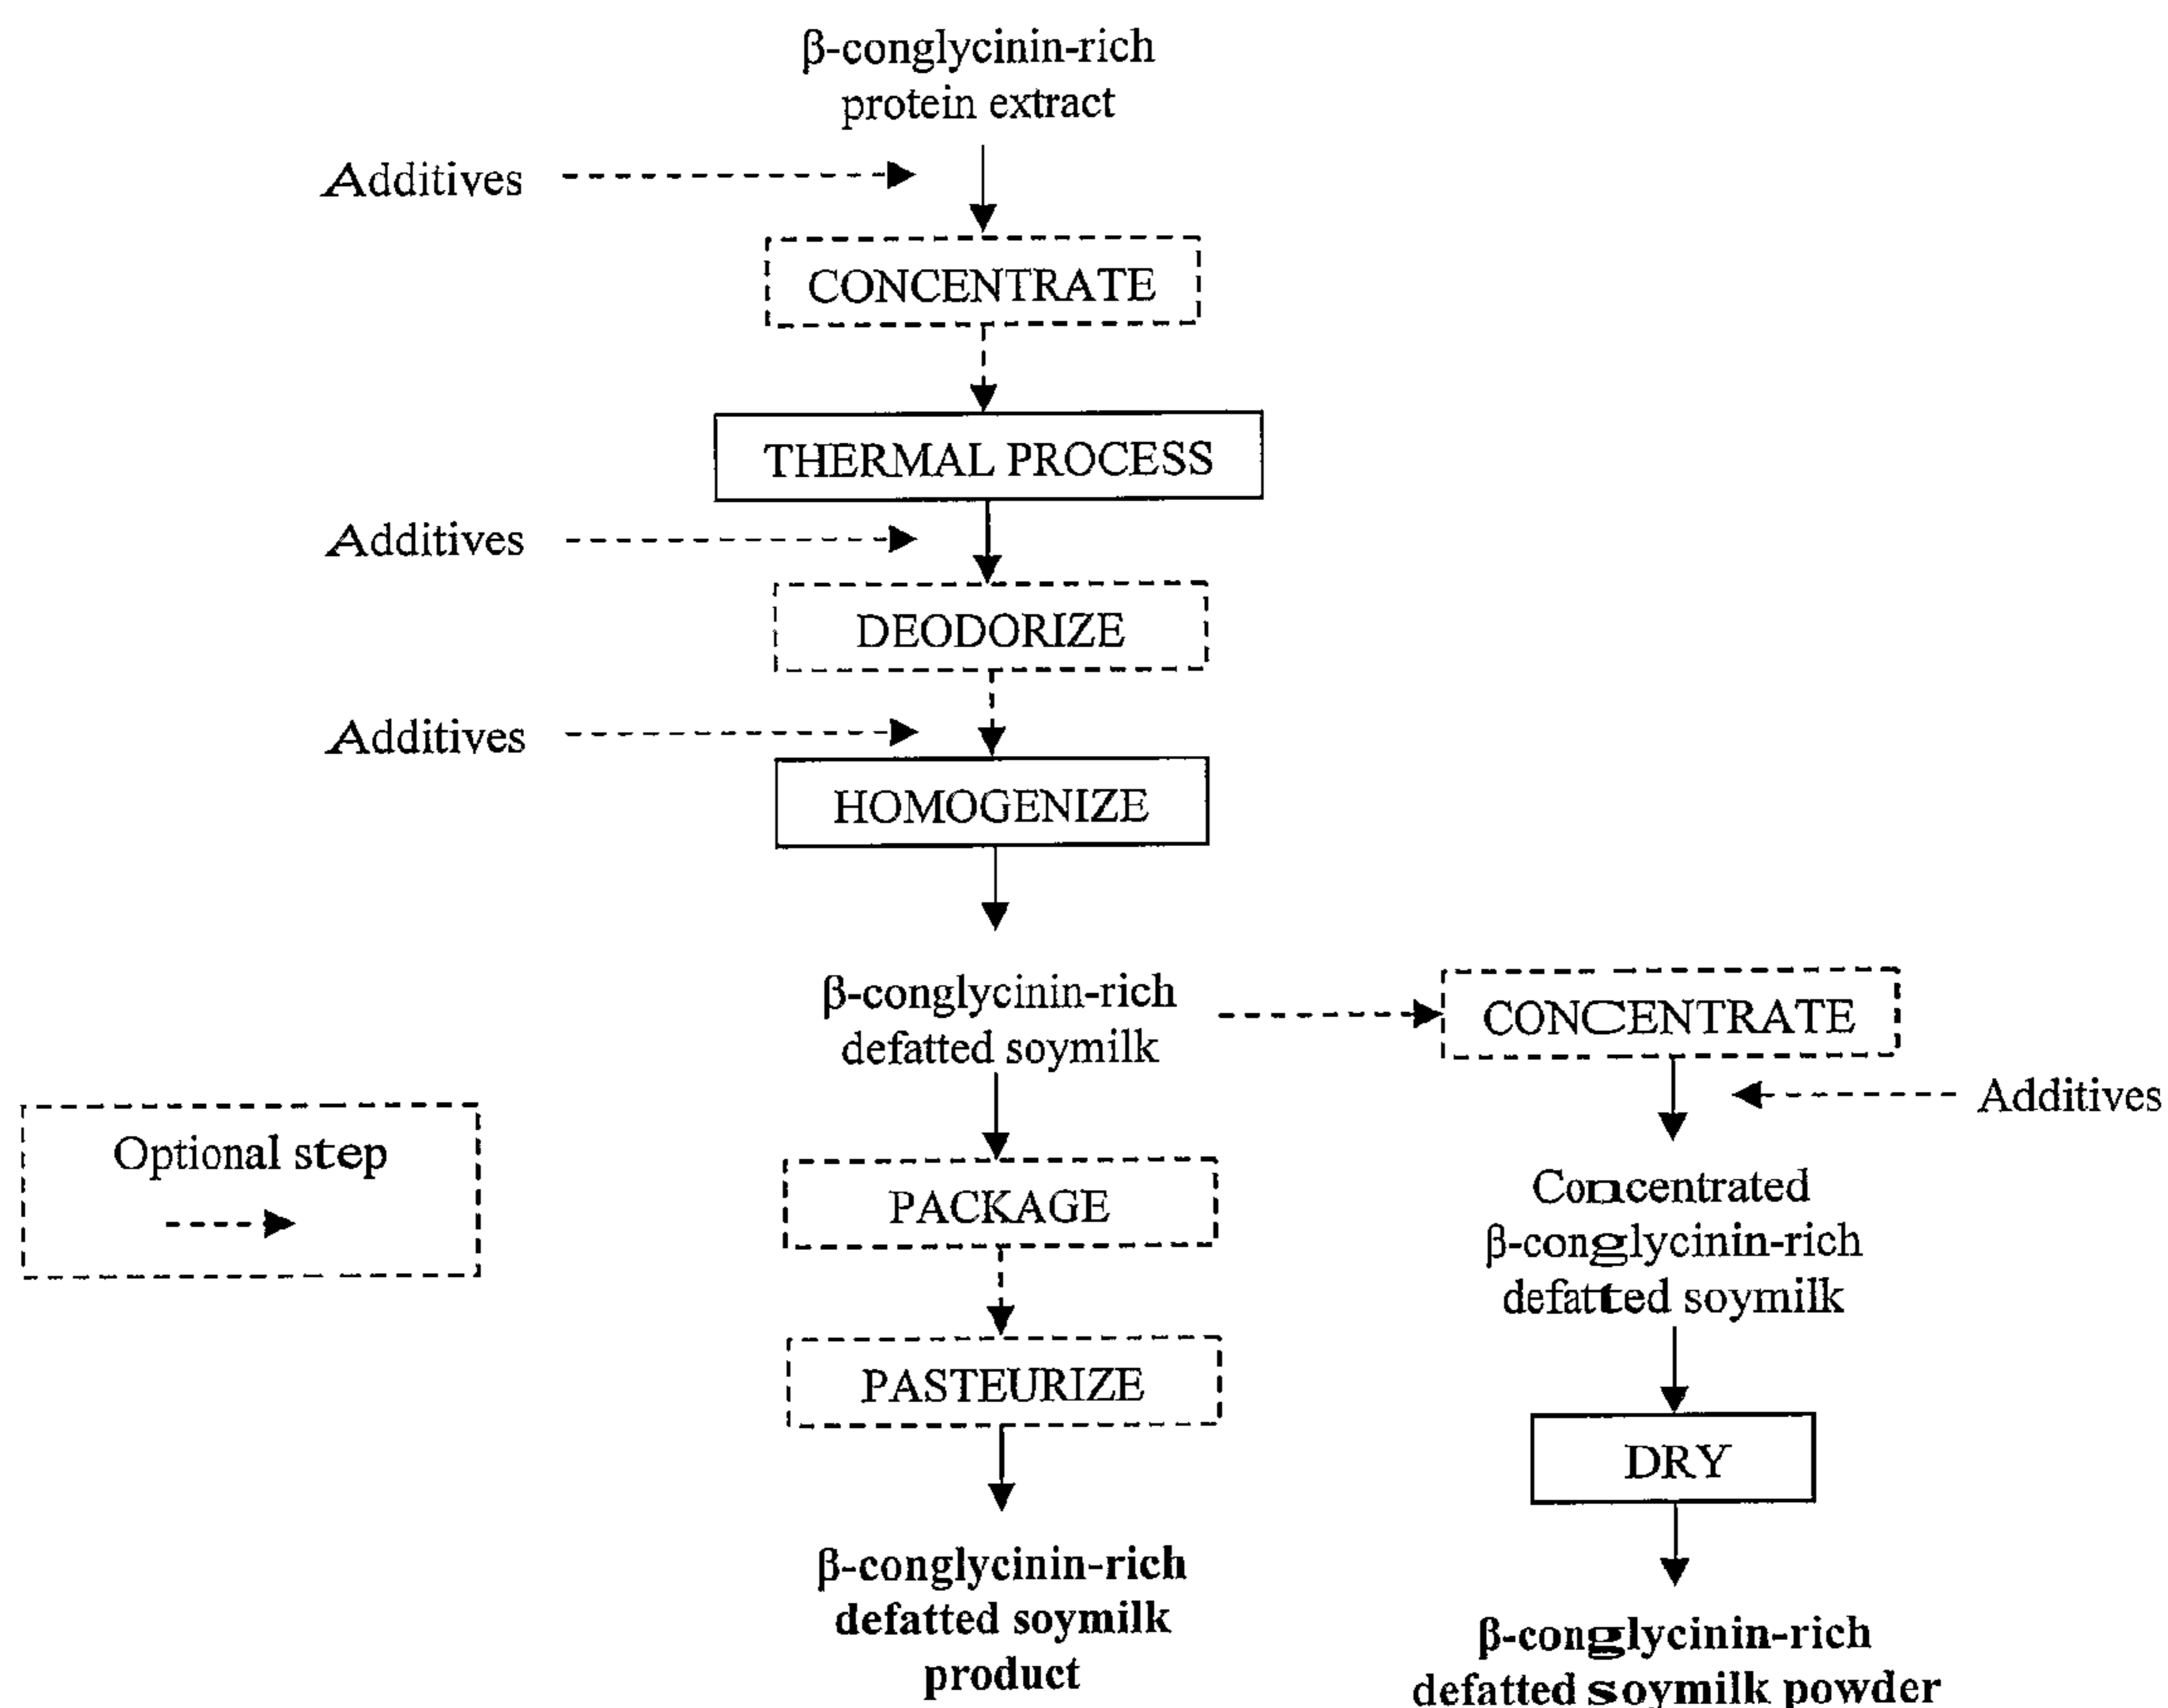 β-conglycinin-rich
protein extract
Additives
CONCENTRATE
THERMAL PROCESS
Additives
DEODORIZE
Additives
HOMOGENIZE
β-conglycinin-rich
defatted soymilk
CONCENTRATE
Additives
Optional step
PACKAGE
Concentrated
β-conglycinin-rich
defatted soymilk
PASTEURIZE
DRY
β-conglycinin-rich
defatted soymilk
product
β-conglycinin-rich
defatted soymilk powder